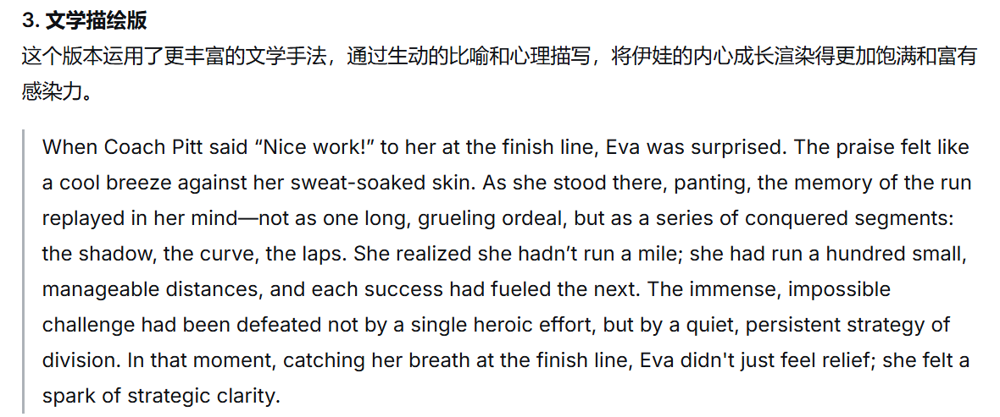 3. 文学描绘版
这个版本运用了更丰富的文学手法，通过生动的比喻和心理描写，将伊娃的内心成长渲染得更加饱满和富有
感染力。
When Coach Pitt said “Nice work!” to her at the finish line, Eva was surprised. The praise felt like
a cool breeze against her sweat-soaked skin. As she stood there, panting, the memory of the run
replayed in her mind—not as one long, grueling ordeal, but as a series of conquered segments:
the shadow, the curve, the laps. She realized she hadn’t run a mile; she had run a hundred small,
manageable distances, and each success had fueled the next. The immense, impossible
challenge had been defeated not by a single heroic effort, but by a quiet, persistent strategy of
division. In that moment, catching her breath at the finish line, Eva didn't just feel relief; she felt a
spark of strategic clarity.